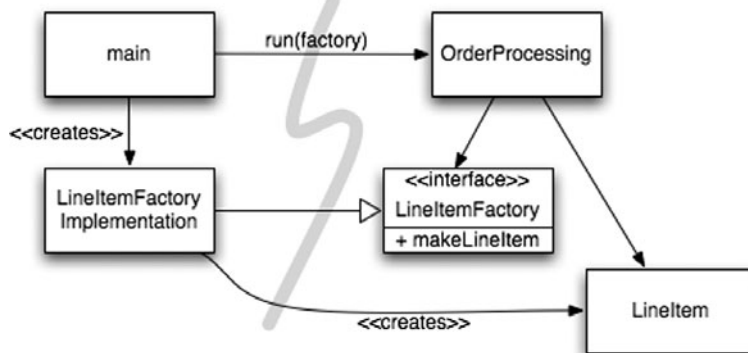 main
run(factory)
OrderProcessing
<<creates>>
LineItemFactory
Implementation
<<interface>>
LineItemFactory
+ makeLineItem
<<creates>>
LineItem